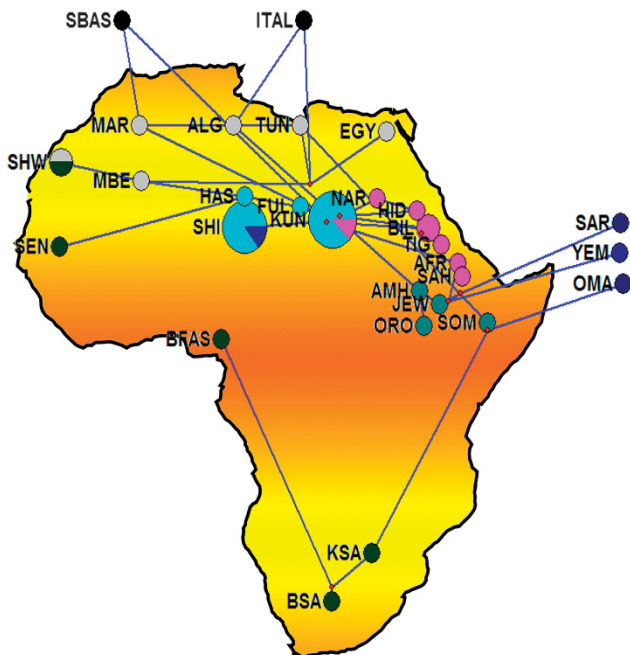 SBAS
ITAL
MAR
ALG
TUN
EGY
SHW
MBE
HAS
FUL
NAR
HID
SHI
KUN
BIL
SAR
SEN
TIG
YEM
AFR
SAH
OMA
AMH
JEW
SOM
ORO
BFAS
KSA
BSA